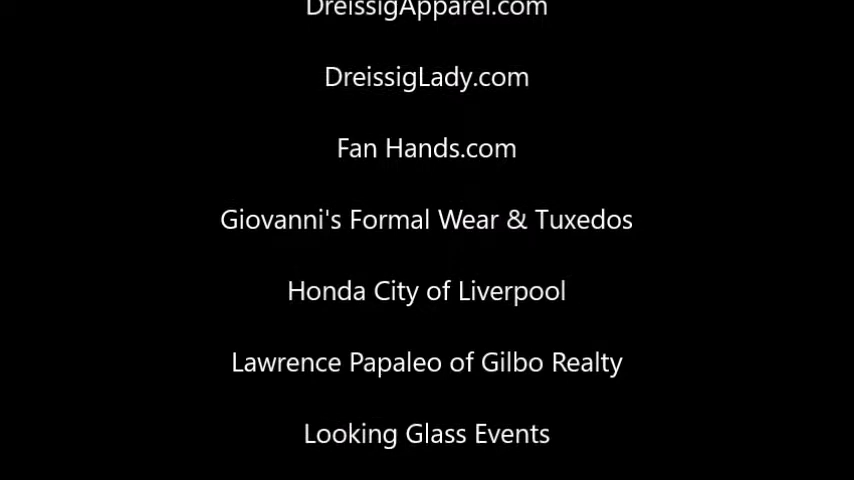 DreissigApparel.com
DreissigLady.com
Fan Hands.com
Giovanni's Formal Wear & Tuxedos
Honda City of Liverpool
Lawrence Papaleo of Gilbo Realty
Looking Glass Events